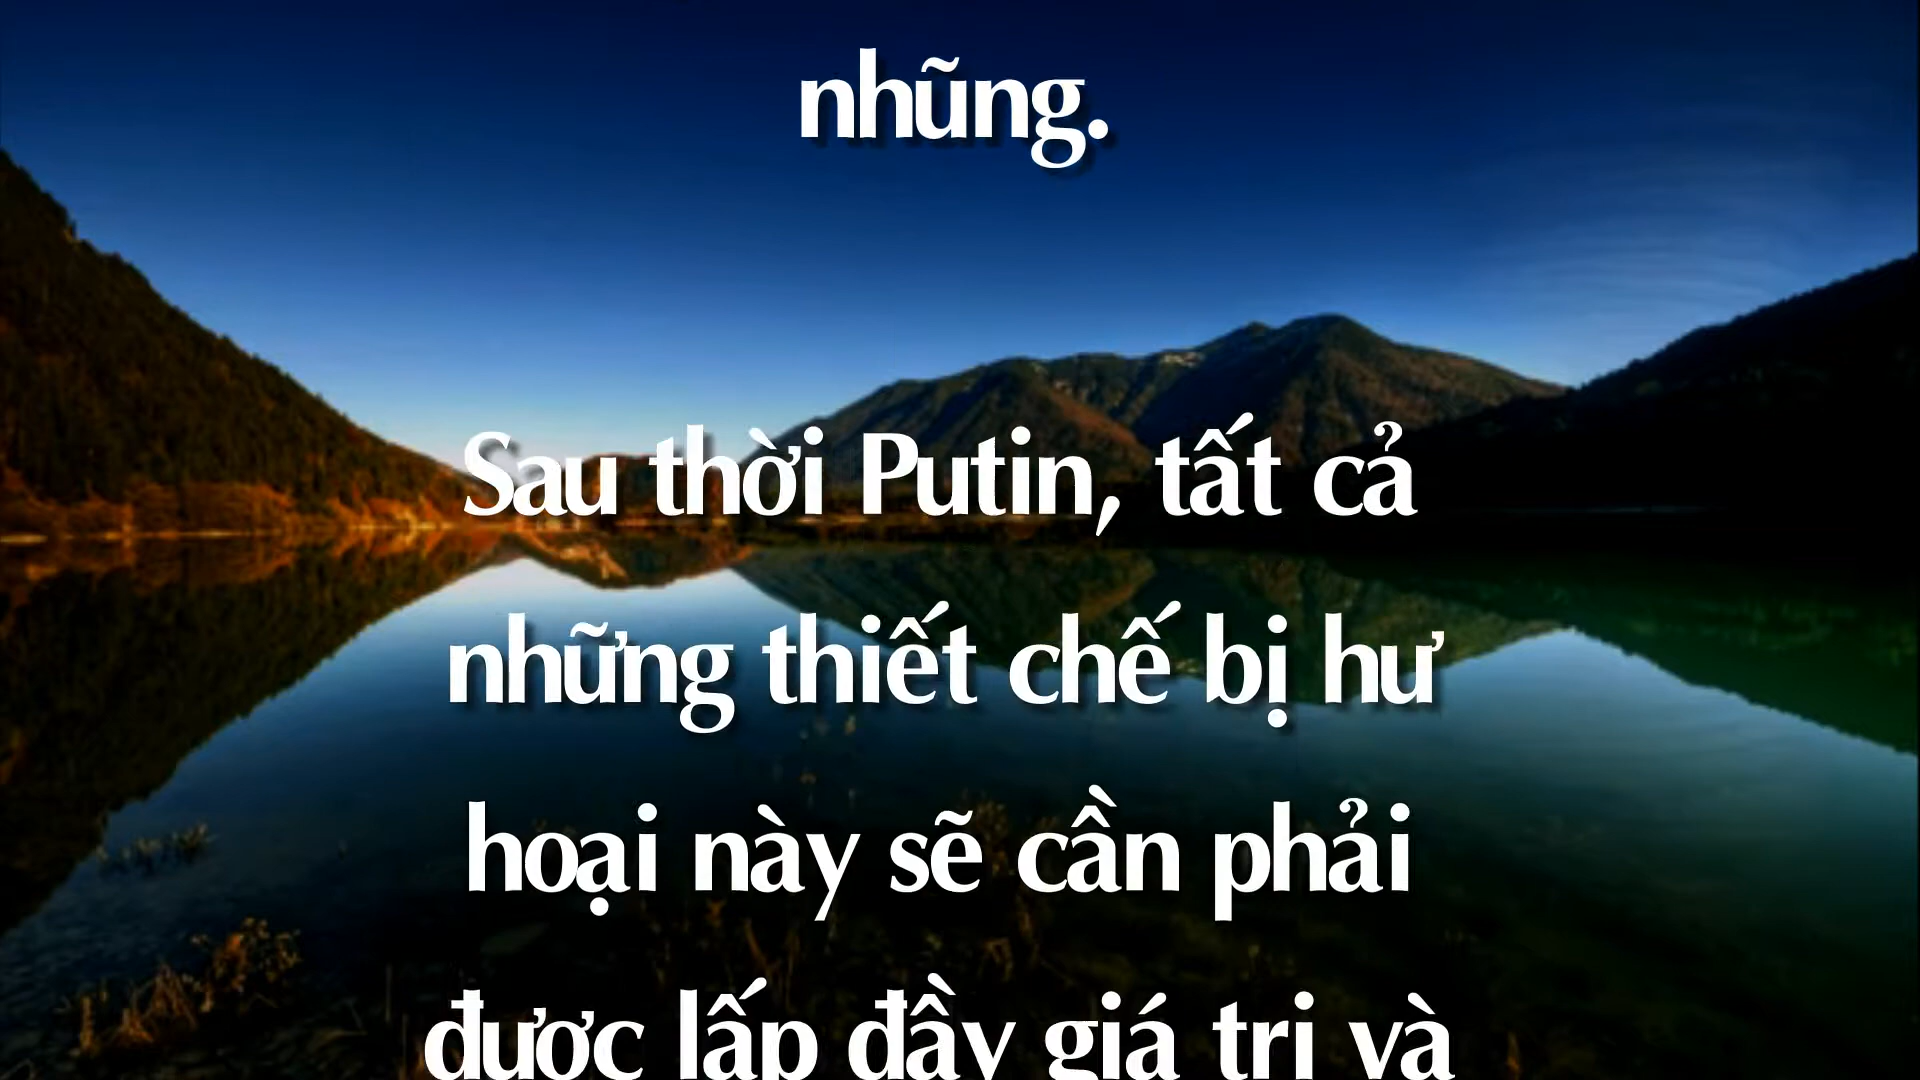 nhũng.
Sau thời Putin, tất cả
những thiết chế bị hư
hoại này sẽ cần phải
được lấp đầy giá trị và